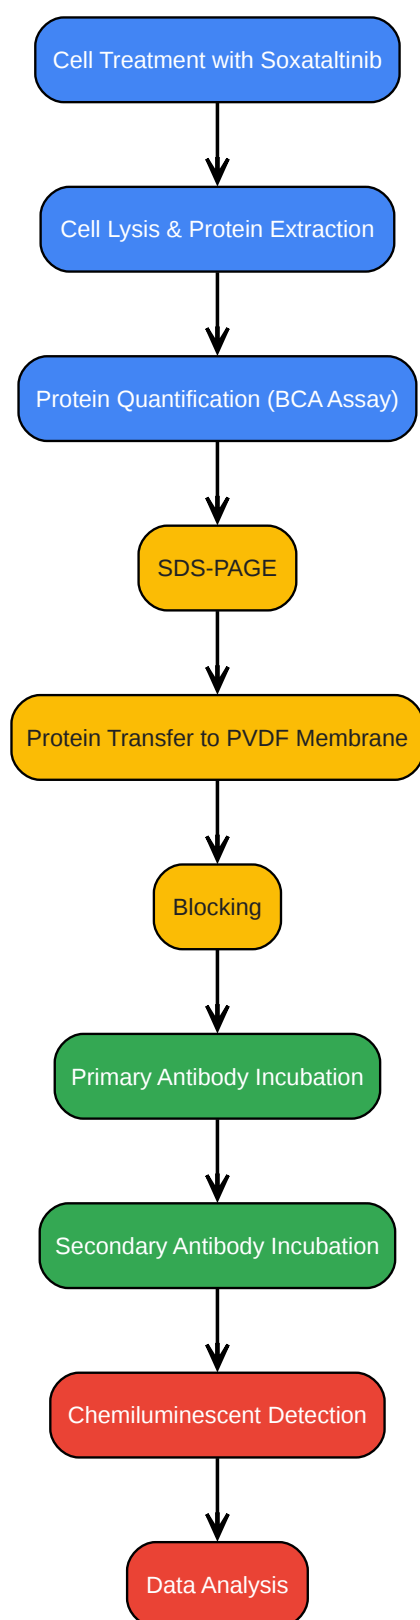 Cell Treatment with Soxataltinib
Cell Lysis & Protein Extraction
Protein Quantification (BCA Assay)
SDS-PAGE
Protein Transfer to PVDF Membrane
Blocking
Primary Antibody Incubation
Secondary Antibody Incubation
Chemiluminescent Detection
Data Analysis